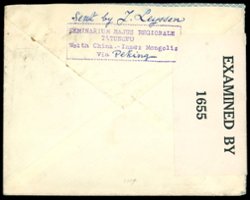 Sent by J. Leyssen
SEMINARIUM MAJUS REGIONALE
TATUNGFU
North China - Inner Mongolia
Via Peking
EXAMINED BY
1655